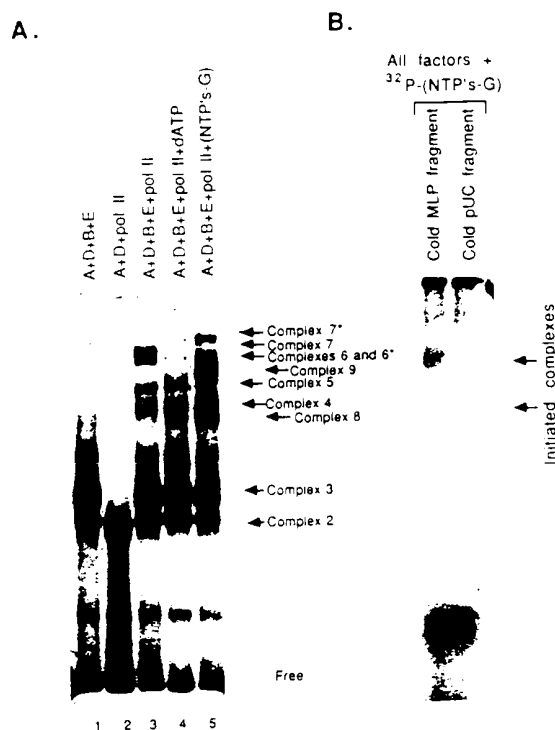 A.
B.
A+D+B+E
A+D+pol II
A+D+B+E+pol II
A+D+B+E+pol II+dATP
A+D+B+E+pol II+(NTP's-G)
All factors +
32P-(NTP's-G)
Cold MLP fragment
Cold pUC fragment
Complex 7*
Complex 7
Complexes 6 and 6*
Complex 9
Complex 5
Complex 4
Complex 8
Complex 3
Complex 2
Free
Initiated complexes
1 2 3 4 5